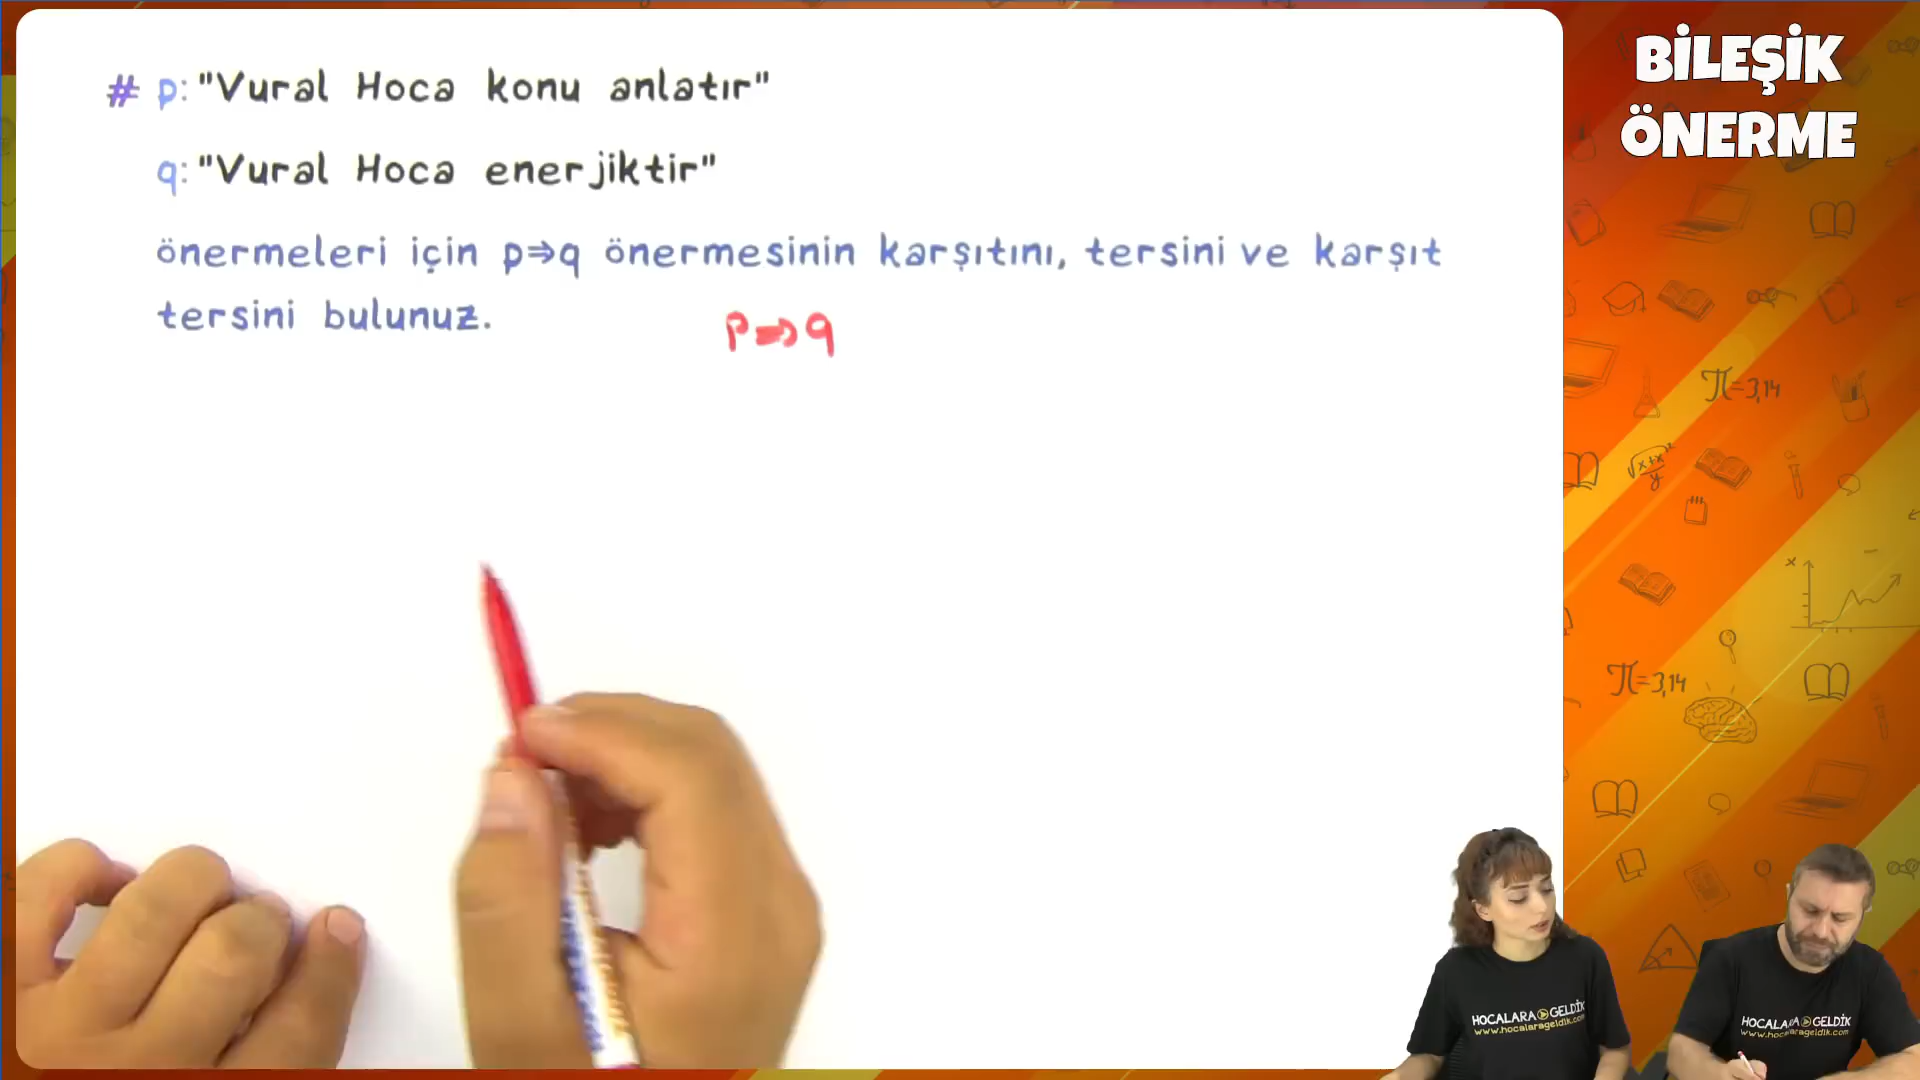 # p: "Vural Hoca konu anlatır"
q: "Vural Hoca enerjiktir"
önermeleri için p⇒q önermesinin karşıtını, tersini ve karşıt
tersini bulunuz.
p⇒q
BİLEŞİK
ÖNERME
π=3,14
√x+x²
y
x
π=3,14
HOCALARA GELDİK
www.hocalarageldik.com
HOCALARA GELDİK
www.hocalarageldik.com